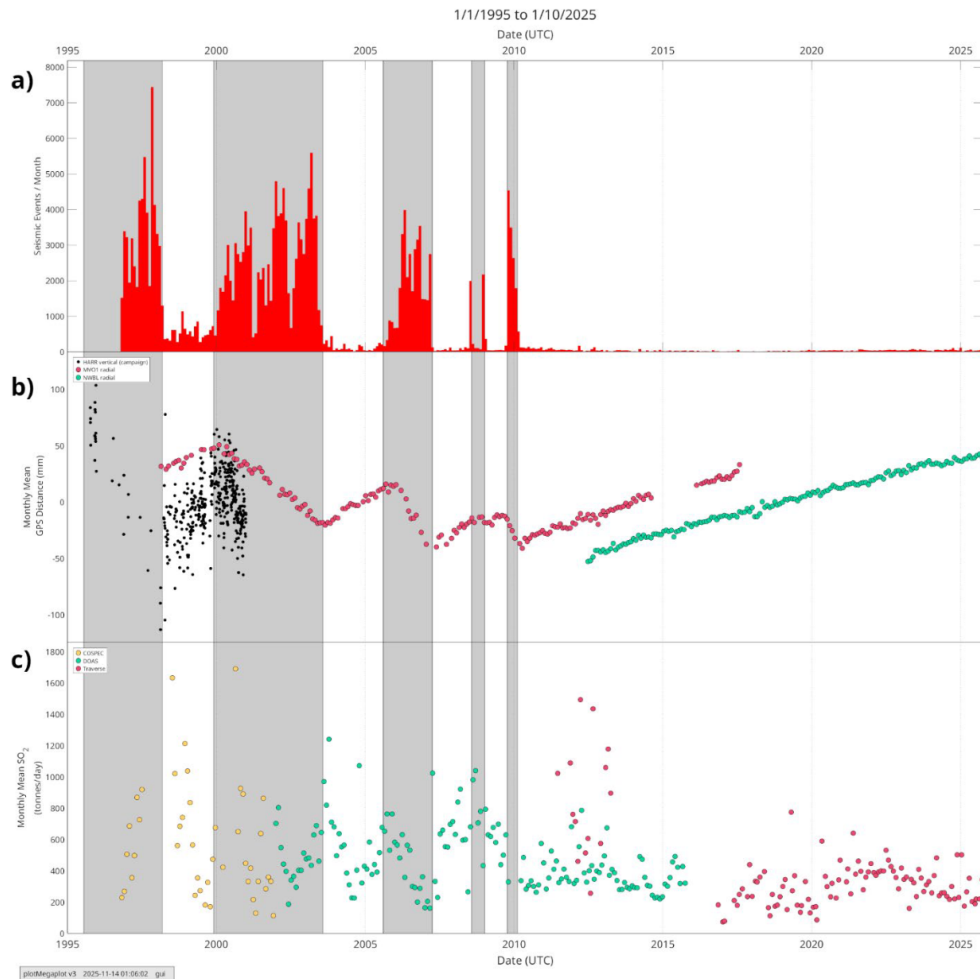 1/1/1995 to 1/10/2025
Date (UTC)
1995 2000 2005 2010 2015 2020 2025
a)
8000
7000
6000
5000
4000
3000
2000
1000
0
Seismic Events / Month
b)
HARR vertical (campaign)
MVO1 radial
NWBL radial
100
50
0
-50
-100
Monthly Mean
GPS Distance (mm)
c)
COSPEC
DOAS
Traverse
1800
1600
1400
1200
1000
800
600
400
200
0
Monthly Mean SO2
(tonnes/day)
1995 2000 2005 2010 2015 2020 2025
Date (UTC)
plotMegaplot v3 2025-11-14 01:06:02 gui